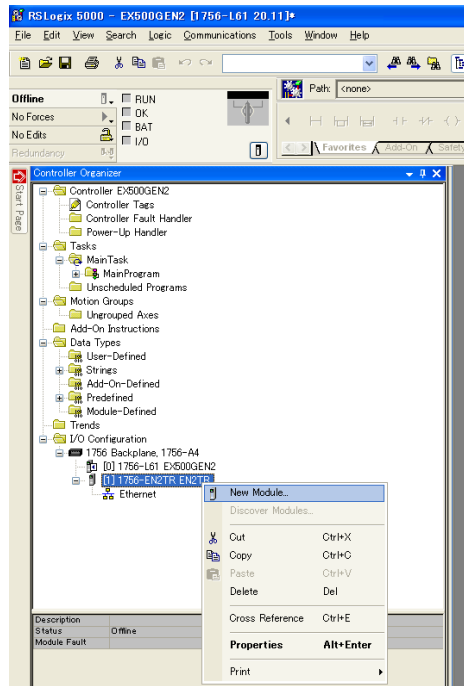 RSLogix 5000 - EX500GEN2 [1756-L61 20.11]*
File Edit View Search Logic Communications Tools Window Help
Path: <none>
Offline
RUN
No Forces
OK
BAT
No Edits
I/O
Redundancy
Favorites Add-On Safety
Start Page
Controller Organizer
Controller EX500GEN2
Controller Tags
Controller Fault Handler
Power-Up Handler
Tasks
MainTask
MainProgram
Unscheduled Programs
Motion Groups
Ungrouped Axes
Add-On Instructions
Data Types
User-Defined
Strings
Add-On-Defined
Predefined
Module-Defined
Trends
I/O Configuration
1756 Backplane, 1756-A4
[0] 1756-L61 EX500GEN2
[1] 1756-EN2TR EN2TR
Ethernet
New Module...
Discover Modules...
Cut Ctrl+X
Copy Ctrl+C
Paste Ctrl+V
Delete Del
Cross Reference Ctrl+E
Properties Alt+Enter
Print
Description
Status Offline
Module Fault